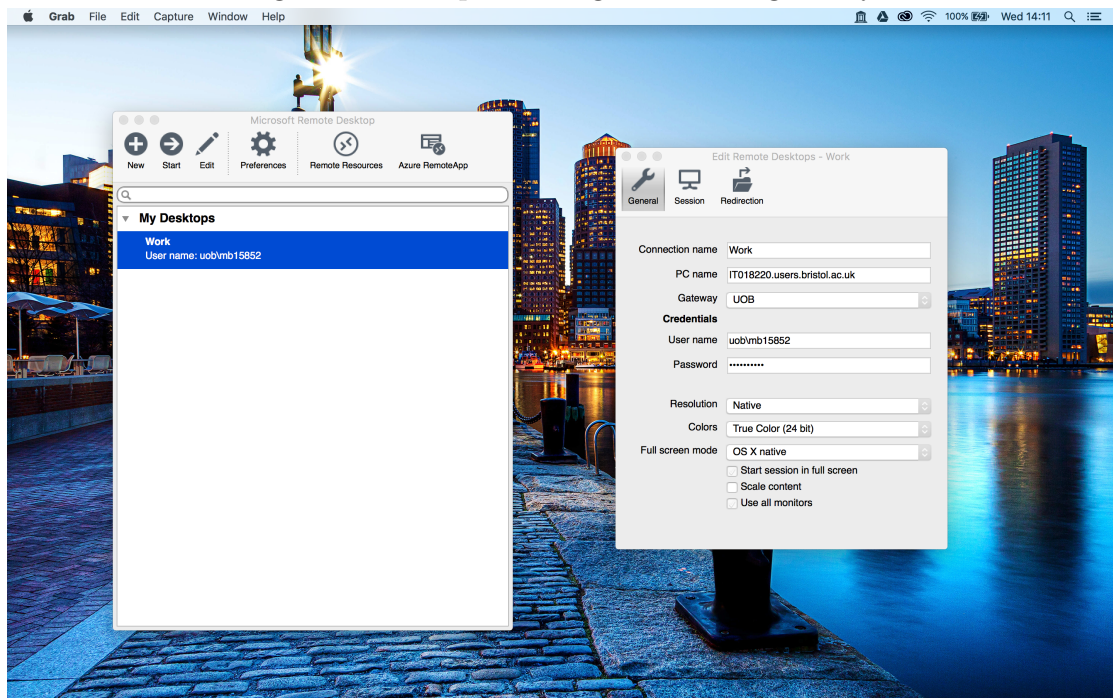 Grab File Edit Capture Window Help 100% Wed 14:11
Microsoft Remote Desktop
New Start Edit Preferences Remote Resources Azure RemoteApp
My Desktops
Work
User name: uob\mb15852
Edit Remote Desktops - Work
General Session Redirection
Connection name Work
PC name IT018220.users.bristol.ac.uk
Gateway UOB
Credentials
User name uob\mb15852
Password ••••••••••
Resolution Native
Colors True Color (24 bit)
Full screen mode OS X native
Start session in full screen
Scale content
Use all monitors